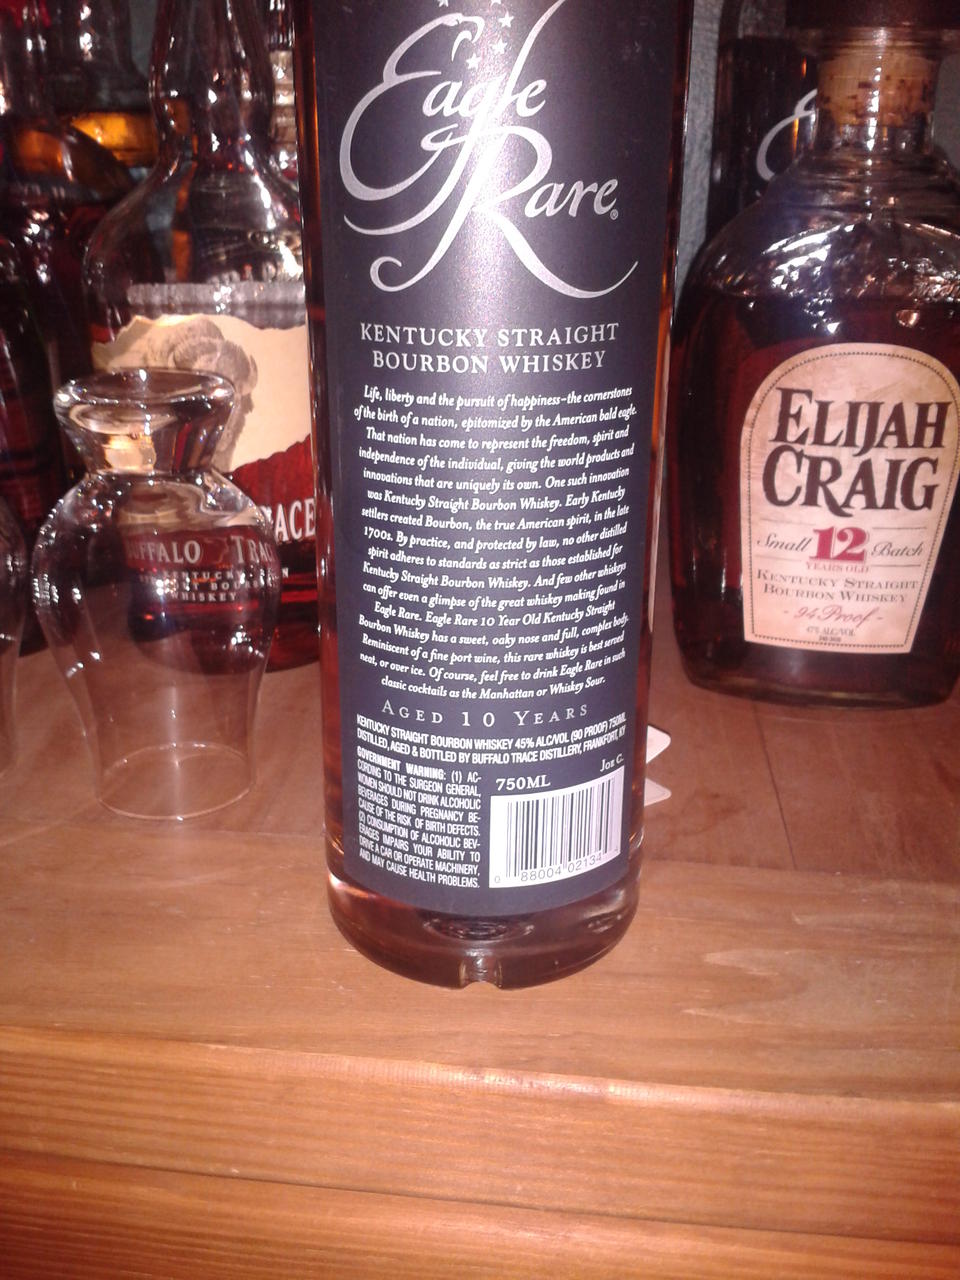 Eagle
Rare®
KENTUCKY STRAIGHT
BOURBON WHISKEY
Life, liberty and the pursuit of happiness–the cornerstones
of the birth of a nation, epitomized by the American bald eagle.
That nation has come to represent the freedom, spirit and
independence of the individual, giving the world products and
innovations that are uniquely its own. One such innovation
was Kentucky Straight Bourbon Whiskey. Early Kentucky
settlers created Bourbon, the true American spirit, in the late
1700s. By practice, and protected by law, no other distilled
spirit adheres to standards as strict as those established for
Kentucky Straight Bourbon Whiskey. And few other whiskeys
can offer even a glimpse of the great whiskey making found in
Eagle Rare. Eagle Rare 10 Year Old Kentucky Straight
Bourbon Whiskey has a sweet, oaky nose and full, complex body.
Reminiscent of a fine port wine, this rare whiskey is best served
neat, or over ice. Of course, feel free to drink Eagle Rare in such
classic cocktails as the Manhattan or Whiskey Sour.
AGED 10 YEARS
KENTUCKY STRAIGHT BOURBON WHISKEY 45% ALC/VOL (90 PROOF) 750ML
DISTILLED, AGED & BOTTLED BY BUFFALO TRACE DISTILLERY, FRANKFORT, KY
GOVERNMENT WARNING: (1) AC-
CORDING TO THE SURGEON GENERAL,
WOMEN SHOULD NOT DRINK ALCOHOLIC
BEVERAGES DURING PREGNANCY BE-
CAUSE OF THE RISK OF BIRTH DEFECTS.
(2) CONSUMPTION OF ALCOHOLIC BEV-
ERAGES IMPAIRS YOUR ABILITY TO
DRIVE A CAR OR OPERATE MACHINERY,
AND MAY CAUSE HEALTH PROBLEMS.
JOE C.
750ML
0 88004 02134 4
ELIJAH
CRAIG
Small 12 Batch
YEARS OLD
KENTUCKY STRAIGHT
BOURBON WHISKEY
- 94 Proof -
47% ALC/VOL
ACE
BUFFALO TRACE
KENTUCKY
BOURBON
WHISKEY